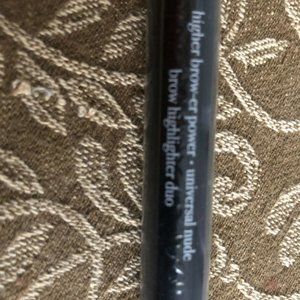 higher brow-er power • universal nude
brow highlighter duo